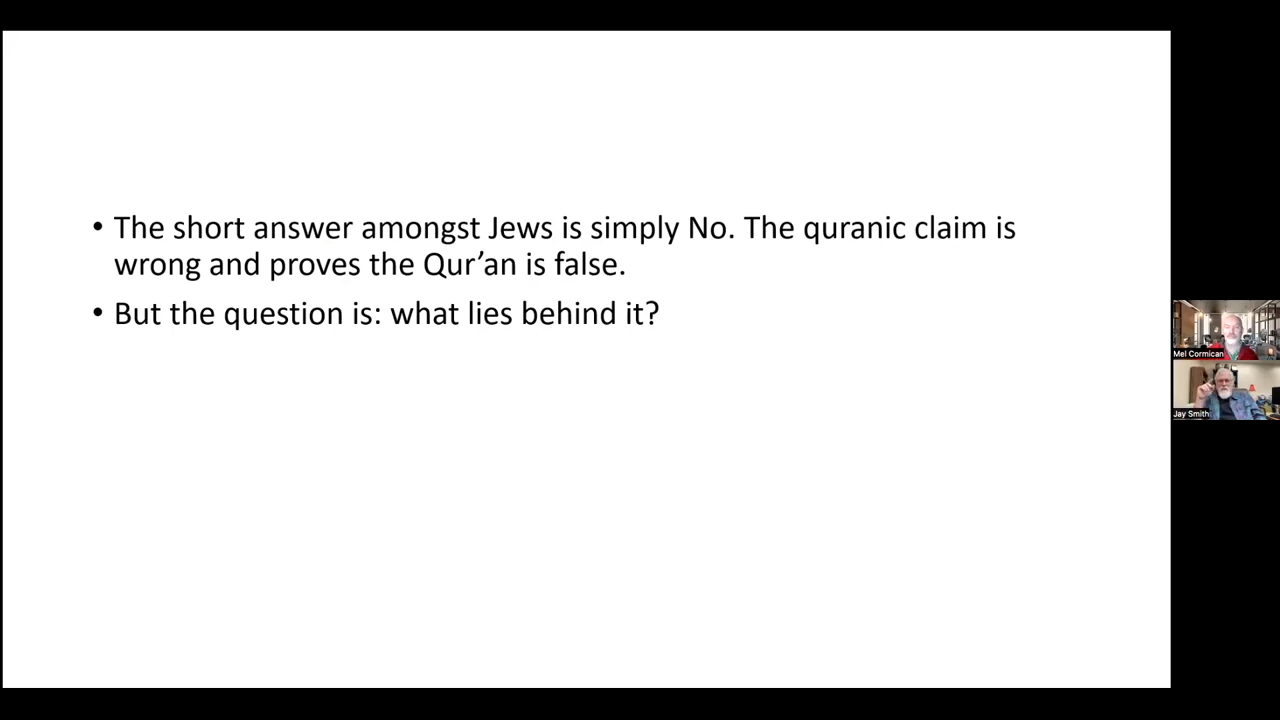 • The short answer amongst Jews is simply No. The quranic claim is
wrong and proves the Qur’an is false.
• But the question is: what lies behind it?
Mel Cormican
Jay Smith